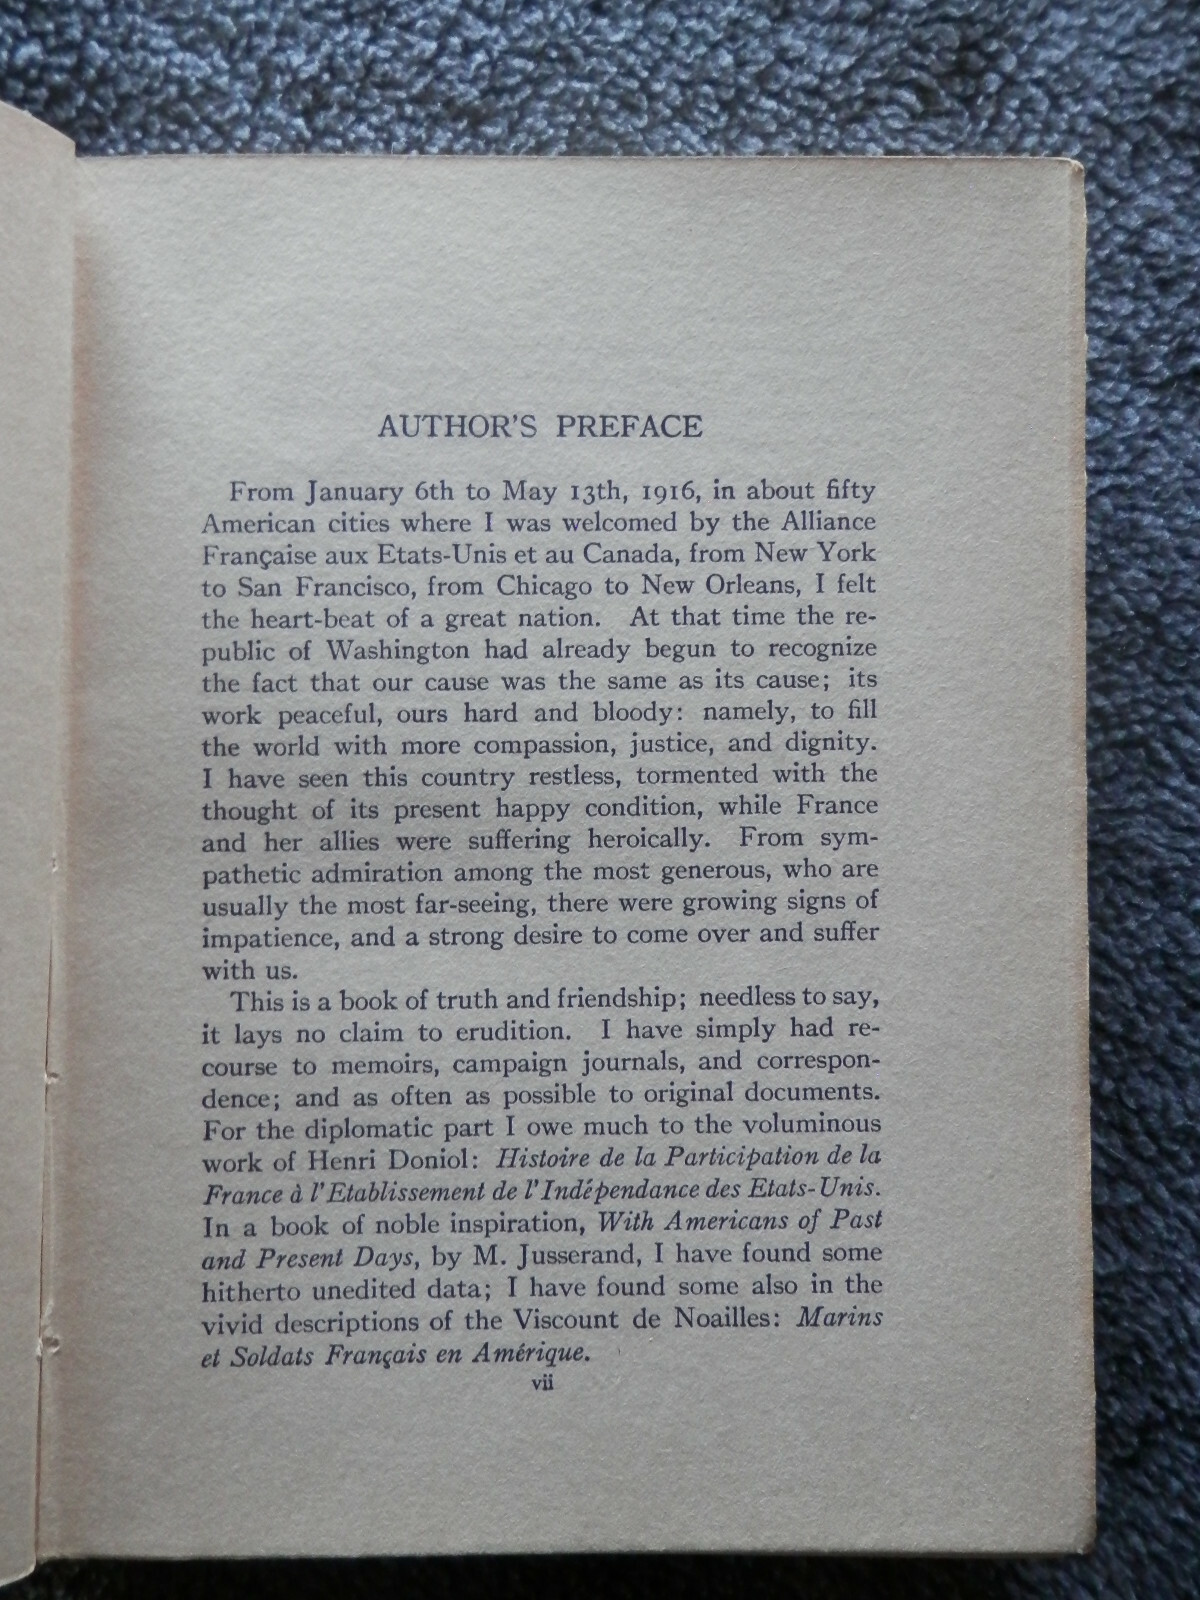 AUTHOR'S PREFACE
From January 6th to May 13th, 1916, in about fifty
American cities where I was welcomed by the Alliance
Française aux Etats-Unis et au Canada, from New York
to San Francisco, from Chicago to New Orleans, I felt
the heart-beat of a great nation. At that time the re-
public of Washington had already begun to recognize
the fact that our cause was the same as its cause; its
work peaceful, ours hard and bloody: namely, to fill
the world with more compassion, justice, and dignity.
I have seen this country restless, tormented with the
thought of its present happy condition, while France
and her allies were suffering heroically. From sym-
pathetic admiration among the most generous, who are
usually the most far-seeing, there were growing signs of
impatience, and a strong desire to come over and suffer
with us.
This is a book of truth and friendship; needless to say,
it lays no claim to erudition. I have simply had re-
course to memoirs, campaign journals, and correspon-
dence; and as often as possible to original documents.
For the diplomatic part I owe much to the voluminous
work of Henri Doniol: Histoire de la Participation de la
France à l'Etablissement de l'Indépendance des Etats-Unis.
In a book of noble inspiration, With Americans of Past
and Present Days, by M. Jusserand, I have found some
hitherto unedited data; I have found some also in the
vivid descriptions of the Viscount de Noailles: Marins
et Soldats Français en Amérique.
vii